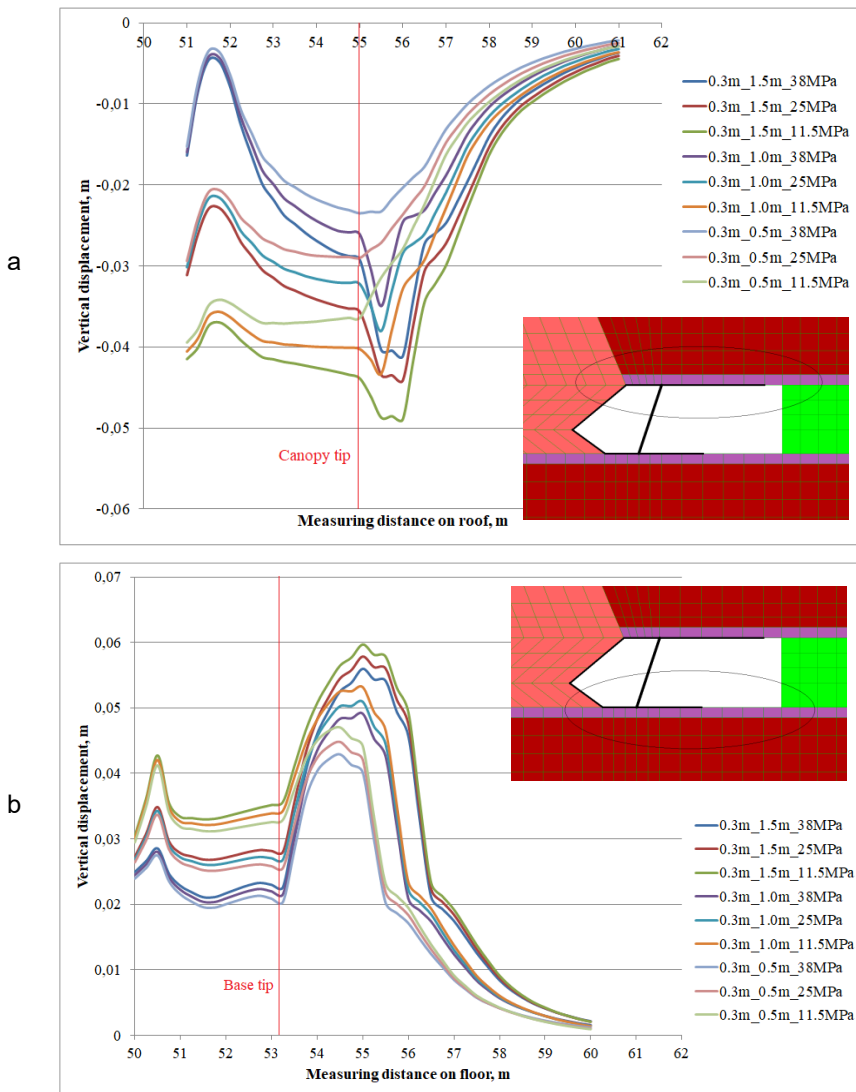 a
0
50 51 52 53 54 55 56 57 58 59 60 61 62
-0,01
-0,02
-0,03
-0,04
-0,05
-0,06
Vertical displacement, m
Canopy tip
Measuring distance on roof, m
0.3m_1.5m_38MPa
0.3m_1.5m_25MPa
0.3m_1.5m_11.5MPa
0.3m_1.0m_38MPa
0.3m_1.0m_25MPa
0.3m_1.0m_11.5MPa
0.3m_0.5m_38MPa
0.3m_0.5m_25MPa
0.3m_0.5m_11.5MPa
b
0,07
0,06
0,05
0,04
0,03
0,02
0,01
0
Vertical displacement, m
Base tip
50 51 52 53 54 55 56 57 58 59 60 61 62
Measuring distance on floor, m
0.3m_1.5m_38MPa
0.3m_1.5m_25MPa
0.3m_1.5m_11.5MPa
0.3m_1.0m_38MPa
0.3m_1.0m_25MPa
0.3m_1.0m_11.5MPa
0.3m_0.5m_38MPa
0.3m_0.5m_25MPa
0.3m_0.5m_11.5MPa